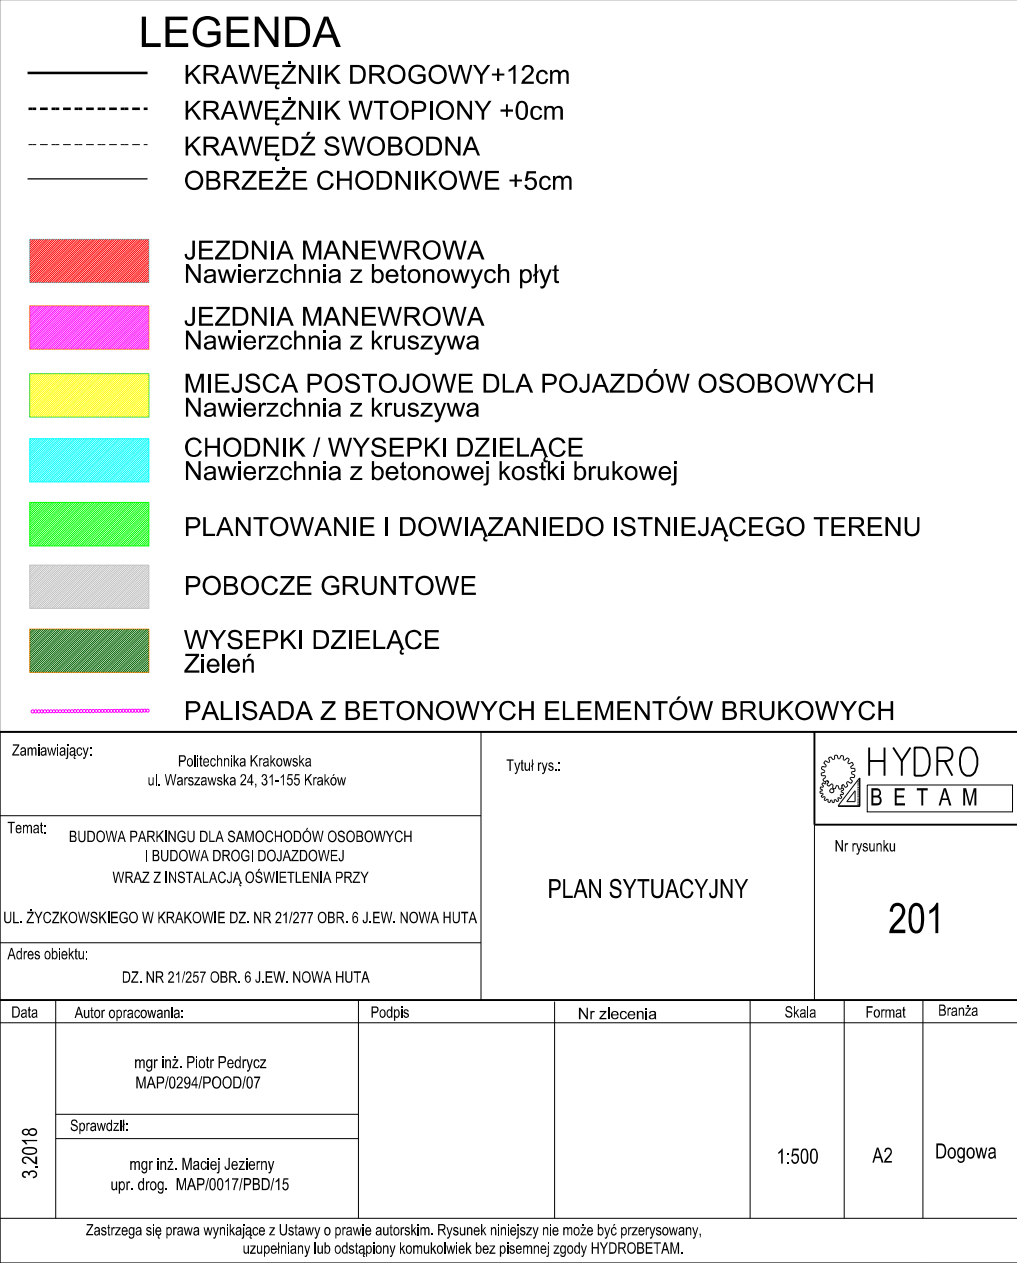 LEGENDA
KRAWĘŻNIK DROGOWY+12cm
KRAWĘŻNIK WTOPIONY +0cm
KRAWĘDŹ SWOBODNA
OBRZEŻE CHODNIKOWE +5cm
JEZDNIA MANEWROWA
Nawierzchnia z betonowych płyt
JEZDNIA MANEWROWA
Nawierzchnia z kruszywa
MIEJSCA POSTOJOWE DLA POJAZDÓW OSOBOWYCH
Nawierzchnia z kruszywa
CHODNIK / WYSEPKI DZIELĄCE
Nawierzchnia z betonowej kostki brukowej
PLANTOWANIE I DOWIĄZANIEDO ISTNIEJĄCEGO TERENU
POBOCZE GRUNTOWE
WYSEPKI DZIELĄCE
Zieleń
PALISADA Z BETONOWYCH ELEMENTÓW BRUKOWYCH
Zamiawiający:
Politechnika Krakowska
ul. Warszawska 24, 31-155 Kraków
Temat:
BUDOWA PARKINGU DLA SAMOCHODÓW OSOBOWYCH
I BUDOWA DROGI DOJAZDOWEJ
WRAZ Z INSTALACJĄ OŚWIETLENIA PRZY
UL. ŻYCZKOWSKIEGO W KRAKOWIE DZ. NR 21/277 OBR. 6 J.EW. NOWA HUTA
Adres obiektu:
DZ. NR 21/257 OBR. 6 J.EW. NOWA HUTA
Tytuł rys.:
PLAN SYTUACYJNY
HYDRO
BETAM
Nr rysunku
201
Data
Autor opracowania:
Podpis
Nr zlecenia
Skala
Format
Branża
3.2018
mgr inż. Piotr Pedrycz
MAP/0294/POOD/07
Sprawdził:
mgr inż. Maciej Jezierny
upr. drog. MAP/0017/PBD/15
1:500
A2
Dogowa
Zastrzega się prawa wynikające z Ustawy o prawie autorskim. Rysunek niniejszy nie może być przerysowany,
uzupełniany lub odstąpiony komukolwiek bez pisemnej zgody HYDROBETAM.